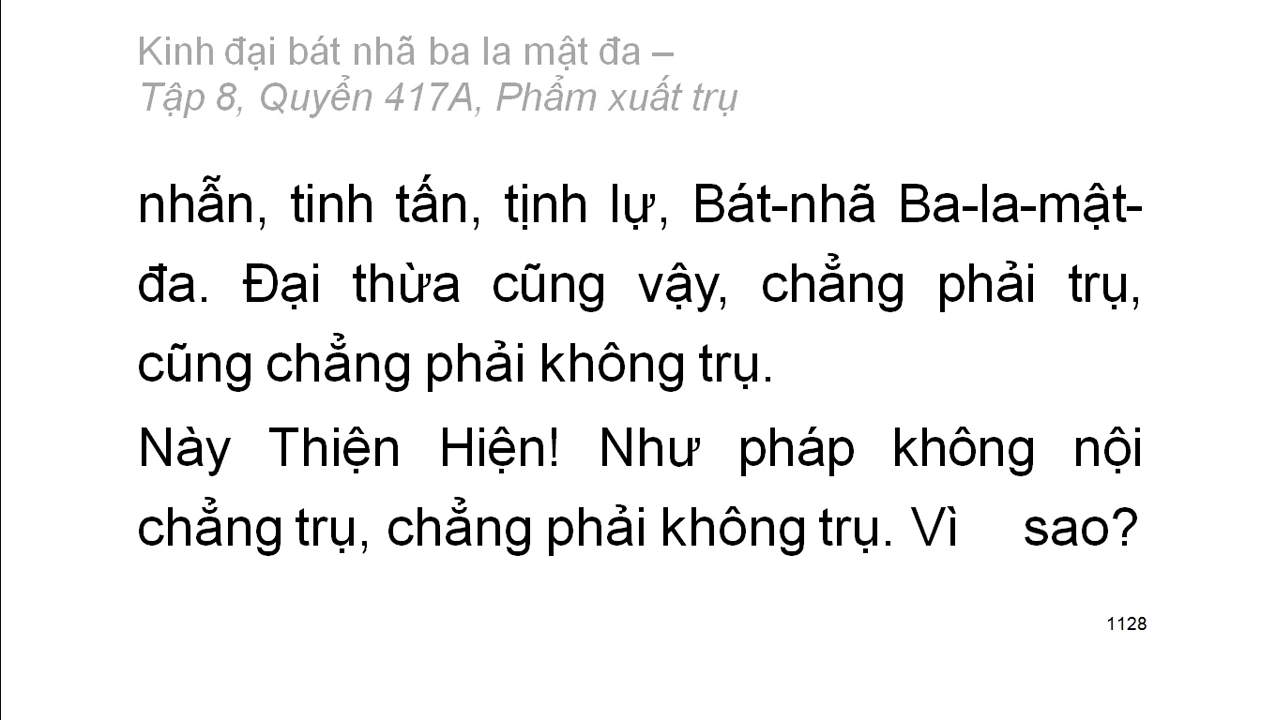 Kinh đại bát nhã ba la mật đa –
Tập 8, Quyển 417A, Phẩm xuất trụ
nhẫn, tinh tấn, tịnh lự, Bát-nhã Ba-la-mật-
đa. Đại thừa cũng vậy, chẳng phải trụ,
cũng chẳng phải không trụ.
Này Thiện Hiện! Như pháp không nội
chẳng trụ, chẳng phải không trụ. Vì sao?
1128